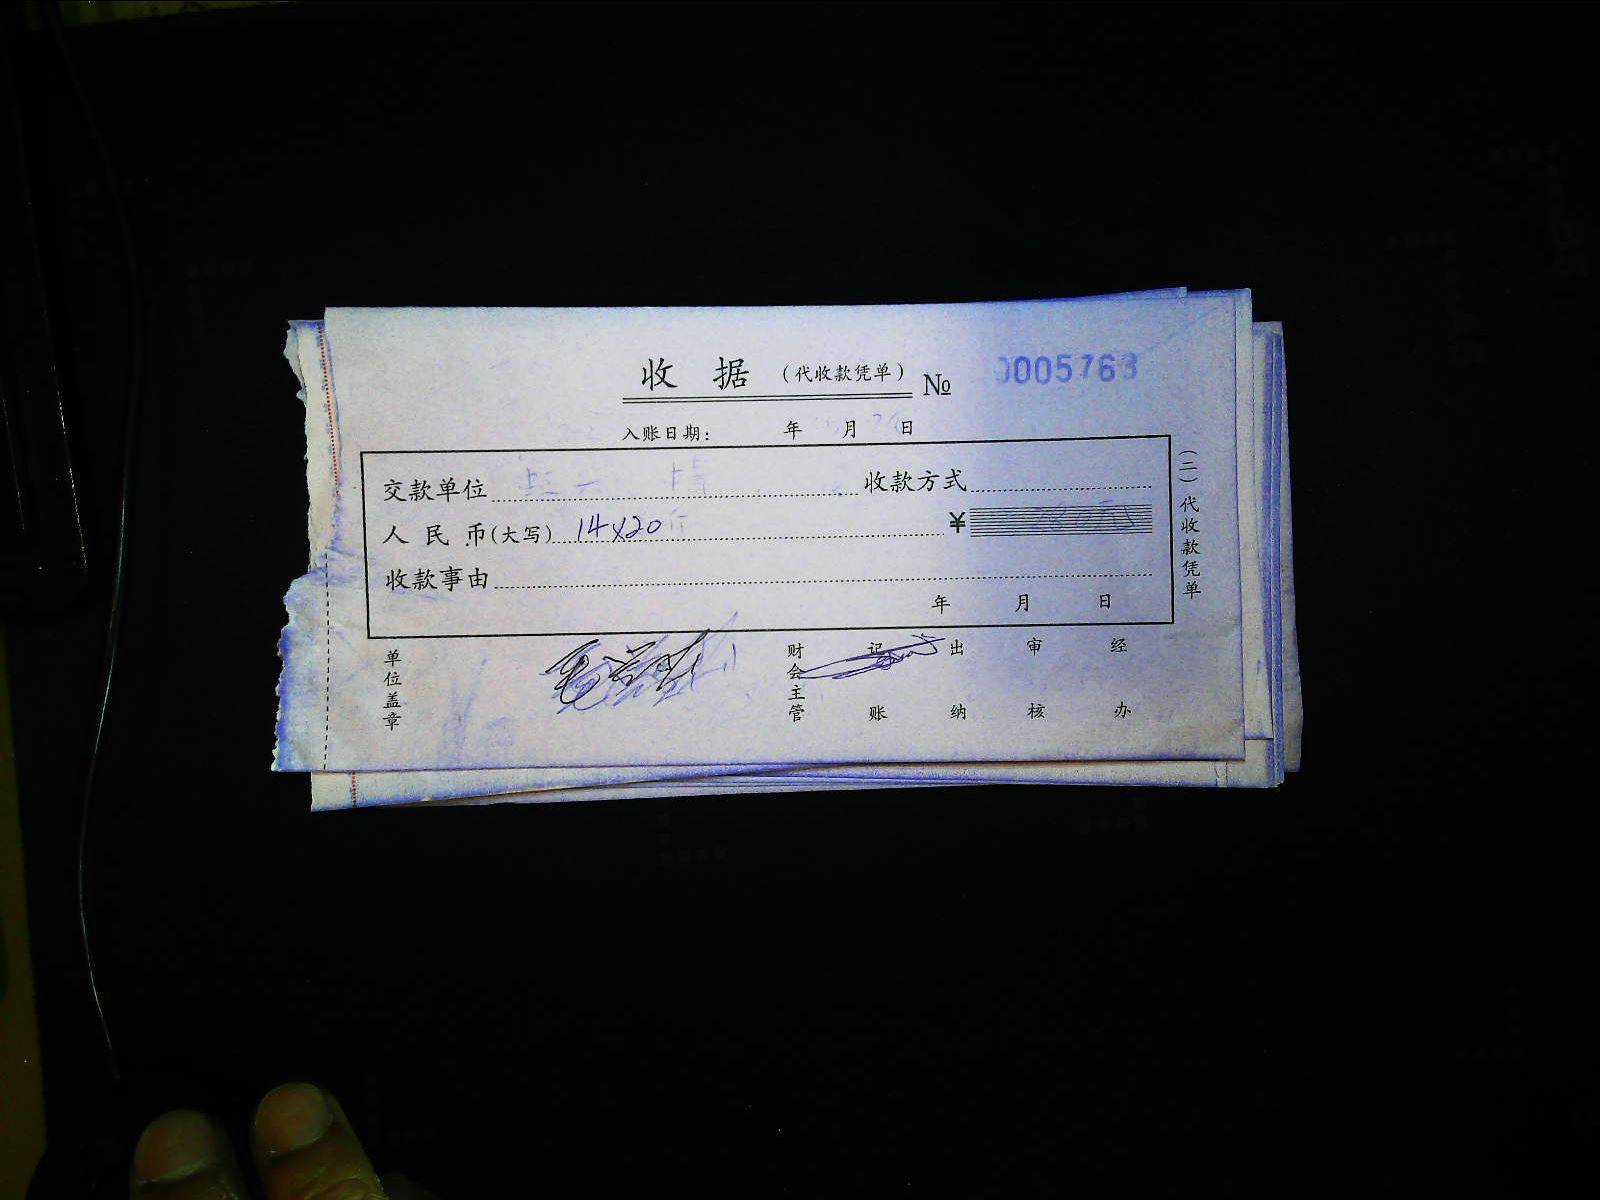 收据 (代收款凭单) № 0005763
入账日期: 年 月 日
交款单位 收款方式
人民币(大写) 14×20 ¥
收款事由
年 月 日
(二)代收款凭单
单位盖章 财会主管 记账 出纳 审核 经办